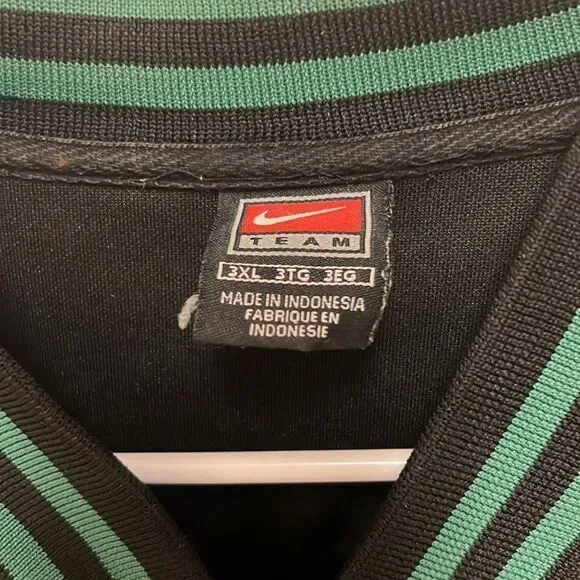 TEAM
3XL 3TG 3EG
MADE IN INDONESIA
FABRIQUE EN
INDONESIE